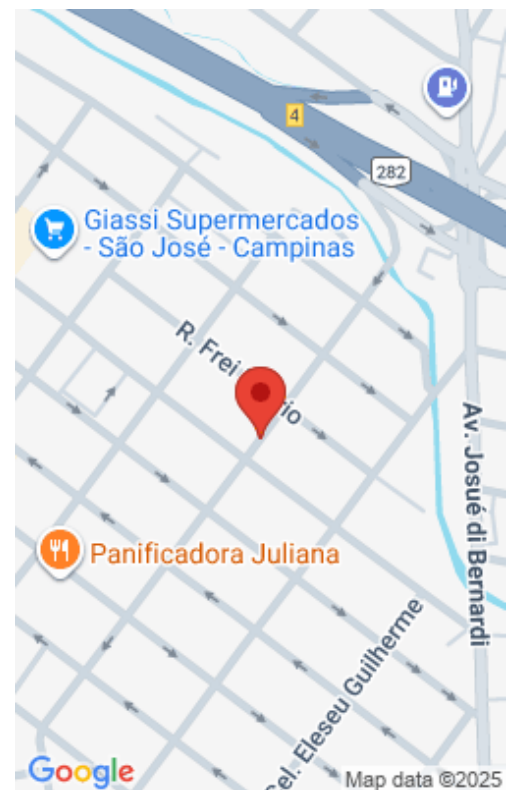 4
282
Giassi Supermercados
- São José - Campinas
R. Frei
rio
Av. Josué di Bernardi
Panificadora Juliana
Cel. Eleseu Guilherme
Google
Map data ©2025